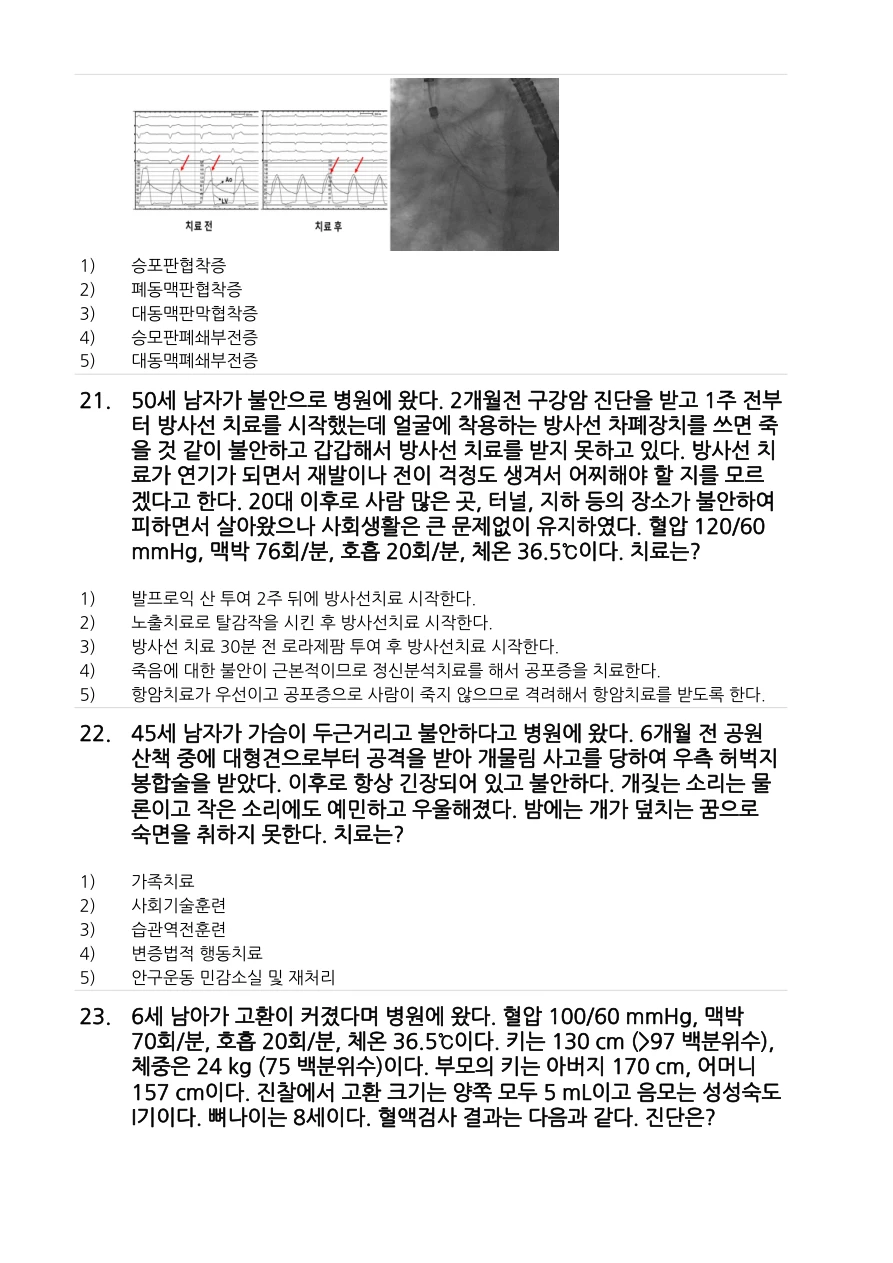 Ao
LV
치료 전
치료 후
1) 승포판협착증
2) 폐동맥판협착증
3) 대동맥판막협착증
4) 승모판폐쇄부전증
5) 대동맥폐쇄부전증
21. 50세 남자가 불안으로 병원에 왔다. 2개월전 구강암 진단을 받고 1주 전부
터 방사선 치료를 시작했는데 얼굴에 착용하는 방사선 차폐장치를 쓰면 죽
을 것 같이 불안하고 갑갑해서 방사선 치료를 받지 못하고 있다. 방사선 치
료가 연기가 되면서 재발이나 전이 걱정도 생겨서 어찌해야 할 지를 모르
겠다고 한다. 20대 이후로 사람 많은 곳, 터널, 지하 등의 장소가 불안하여
피하면서 살아왔으나 사회생활은 큰 문제없이 유지하였다. 혈압 120/60
mmHg, 맥박 76회/분, 호흡 20회/분, 체온 36.5℃이다. 치료는?
1) 발프로익 산 투여 2주 뒤에 방사선치료 시작한다.
2) 노출치료로 탈감작을 시킨 후 방사선치료 시작한다.
3) 방사선 치료 30분 전 로라제팜 투여 후 방사선치료 시작한다.
4) 죽음에 대한 불안이 근본적이므로 정신분석치료를 해서 공포증을 치료한다.
5) 항암치료가 우선이고 공포증으로 사람이 죽지 않으므로 격려해서 항암치료를 받도록 한다.
22. 45세 남자가 가슴이 두근거리고 불안하다고 병원에 왔다. 6개월 전 공원
산책 중에 대형견으로부터 공격을 받아 개물림 사고를 당하여 우측 허벅지
봉합술을 받았다. 이후로 항상 긴장되어 있고 불안하다. 개짖는 소리는 물
론이고 작은 소리에도 예민하고 우울해졌다. 밤에는 개가 덮치는 꿈으로
숙면을 취하지 못한다. 치료는?
1) 가족치료
2) 사회기술훈련
3) 습관역전훈련
4) 변증법적 행동치료
5) 안구운동 민감소실 및 재처리
23. 6세 남아가 고환이 커졌다며 병원에 왔다. 혈압 100/60 mmHg, 맥박
70회/분, 호흡 20회/분, 체온 36.5℃이다. 키는 130 cm (>97 백분위수),
체중은 24 kg (75 백분위수)이다. 부모의 키는 아버지 170 cm, 어머니
157 cm이다. 진찰에서 고환 크기는 양쪽 모두 5 mL이고 음모는 성성숙도
I기이다. 뼈나이는 8세이다. 혈액검사 결과는 다음과 같다. 진단은?